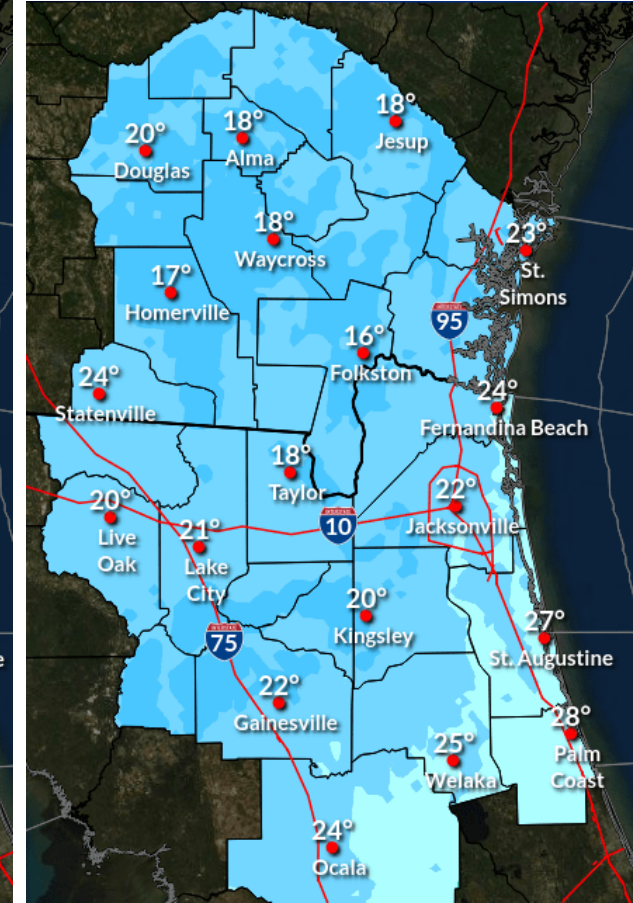 18°
Jesup
18°
Alma
20°
Douglas
18°
Waycross
23°
St.
Simons
17°
Homerville
95
16°
Folkston
24°
Statenville
24°
Fernandina Beach
18°
Taylor
22°
Jacksonville
20°
Live
Oak
10
21°
Lake
City
20°
Kingsley
27°
St. Augustine
75
22°
Gainesville
28°
Palm
Coast
25°
Welaka
24°
Ocala
e